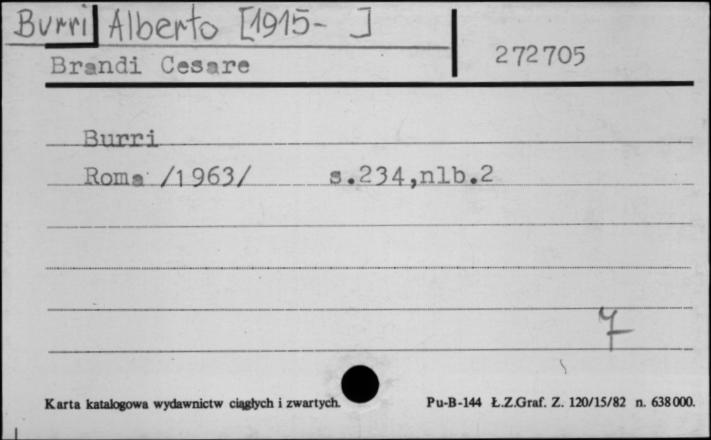 Burri Alberto [1915- ]
Brandi Cesare 272705
Burri
Roma /1963/ s.234,nlb.2
7
Karta katalogowa wydawnictw ciągłych i zwartych. Pu-B-144 Ł.Z.Graf. Z. 120/15/82 n. 638000.